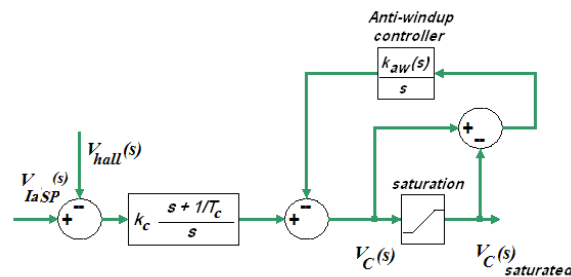 Anti-windup
controller
k_aw(s)
s
V_hall(s)
V_IaSP(s)
+
-
k_c
s + 1/T_c
s
+
-
saturation
+
-
V_C(s)
V_C(s)_saturated